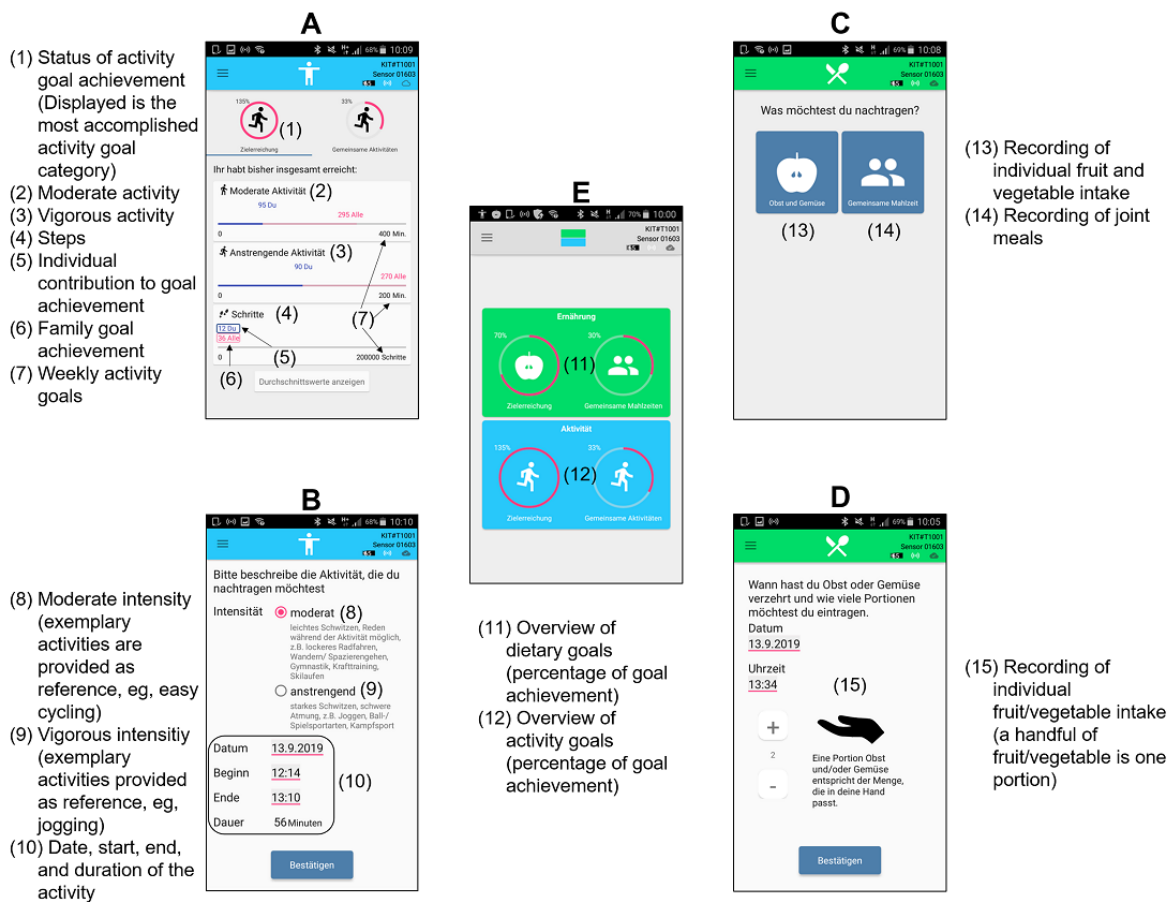 A
(1) Status of activity
goal achievement
(Displayed is the
most accomplished
activity goal
category)
(2) Moderate activity
(3) Vigorous activity
(4) Steps
(5) Individual
contribution to goal
achievement
(6) Family goal
achievement
(7) Weekly activity
goals
68% 10:09
KIT#T1001
Sensor 01603
135%
33%
(1)
Zielerreichung
Gemeinsame Aktivitäten
Ihr habt bisher insgesamt erreicht:
Moderate Aktivität (2)
95 Du
295 Alle
0
400 Min.
Anstrengende Aktivität (3)
90 Du
270 Alle
0
200 Min.
Schritte (4)
(7)
12 Du
36 Alle
0
200000 Schritte
(5)
(6)
Durchschnittswerte anzeigen
B
(8) Moderate intensity
(exemplary
activities are
provided as
reference, eg, easy
cycling)
(9) Vigorous intensitiy
(exemplary
activities provided
as reference, eg,
jogging)
(10) Date, start, end,
and duration of the
activity
68% 10:10
KIT#T1001
Sensor 01603
Bitte beschreibe die Aktivität, die du
nachtragen möchtest
Intensität
moderat (8)
leichtes Schwitzen, Reden
während der Aktivität möglich,
z.B. lockeres Radfahren,
Wandern/ Spazierengehen,
Gymnastik, Krafttraining,
Skilaufen
anstrengend (9)
starkes Schwitzen, schwere
Atmung, z.B. Joggen, Ball-/
Spielsportarten, Kampfsport
Datum 13.9.2019
Beginn 12:14
Ende 13:10
Dauer 56 Minuten
(10)
Bestätigen
E
70% 10:00
KIT#T1001
Sensor 01603
Ernährung
70%
30%
(11)
Zielerreichung
Gemeinsame Mahlzeiten
Aktivität
135%
33%
(12)
Zielerreichung
Gemeinsame Aktivitäten
(11) Overview of
dietary goals
(percentage of goal
achievement)
(12) Overview of
activity goals
(percentage of goal
achievement)
C
69% 10:08
KIT#T1001
Sensor 01603
Was möchtest du nachtragen?
Obst und Gemüse
Gemeinsame Mahlzeit
(13)
(14)
(13) Recording of
individual fruit and
vegetable intake
(14) Recording of joint
meals
D
69% 10:05
KIT#T1001
Sensor 01603
Wann hast du Obst oder Gemüse
verzehrt und wie viele Portionen
möchtest du eintragen.
Datum
13.9.2019
Uhrzeit
13:34
(15)
+
2
-
Eine Portion Obst
und/oder Gemüse
entspricht der Menge,
die in deine Hand
passt.
Bestätigen
(15) Recording of
individual
fruit/vegetable intake
(a handful of
fruit/vegetable is one
portion)